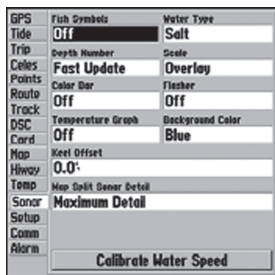 GPS
Tide
Trip
Celes
Points
Route
Track
DSC
Card
Map
Hiway
Temp
Sonar
Setup
Comm
Alarm
Fish Symbols
Water Type
Off
Salt
Depth Number
Scale
Fast Update
Overlay
Color Bar
Flasher
Off
Off
Temperature Graph
Background Color
Off
Blue
Keel Offset
0.0ft
Map Split Sonar Detail
Maximum Detail
Calibrate Water Speed